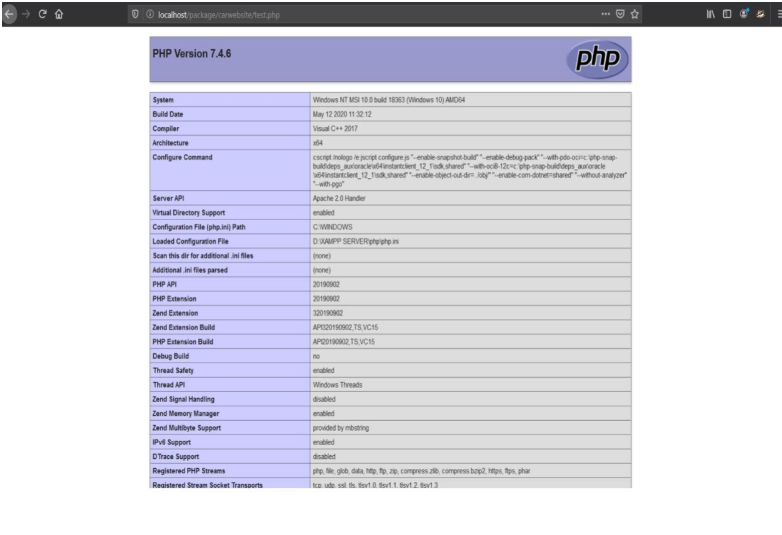 localhost/package/carwebsite/test.php
PHP Version 7.4.6
php
System Windows NT MSI 10.0 build 18363 (Windows 10) AMD64
Build Date May 12 2020 11:32:12
Compiler Visual C++ 2017
Architecture x64
Configure Command cscript /nologo /e:jscript configure.js "--enable-snapshot-build" "--enable-debug-pack" "--with-pdo-oci=c:\php-snap-
build\deps_aux\oracle\x64\instantclient_12_1\sdk,shared" "--with-oci8-12c=c:\php-snap-build\deps_aux\oracle
\x64\instantclient_12_1\sdk,shared" "--enable-object-out-dir=../obj/" "--enable-com-dotnet=shared" "--without-analyzer"
"--with-pgo"
Server API Apache 2.0 Handler
Virtual Directory Support enabled
Configuration File (php.ini) Path C:\WINDOWS
Loaded Configuration File D:\XAMPP SERVER\php\php.ini
Scan this dir for additional .ini files (none)
Additional .ini files parsed (none)
PHP API 20190902
PHP Extension 20190902
Zend Extension 320190902
Zend Extension Build API320190902,TS,VC15
PHP Extension Build API20190902,TS,VC15
Debug Build no
Thread Safety enabled
Thread API Windows Threads
Zend Signal Handling disabled
Zend Memory Manager enabled
Zend Multibyte Support provided by mbstring
IPv6 Support enabled
DTrace Support disabled
Registered PHP Streams php, file, glob, data, http, ftp, zip, compress.zlib, compress.bzip2, https, ftps, phar
Registered Stream Socket Transports tcp, udp, ssl, tls, tlsv1.0, tlsv1.1, tlsv1.2, tlsv1.3